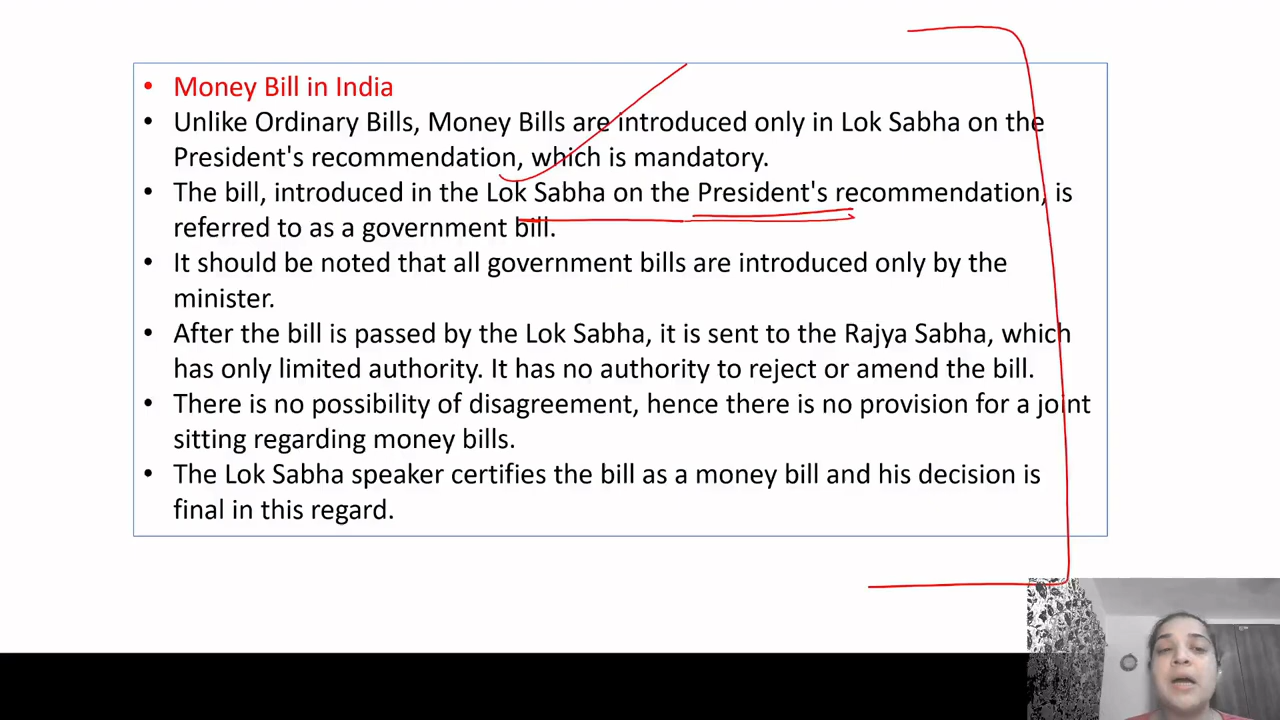 • Money Bill in India
• Unlike Ordinary Bills, Money Bills are introduced only in Lok Sabha on the
President's recommendation, which is mandatory.
• The bill, introduced in the Lok Sabha on the President's recommendation, is
referred to as a government bill.
• It should be noted that all government bills are introduced only by the
minister.
• After the bill is passed by the Lok Sabha, it is sent to the Rajya Sabha, which
has only limited authority. It has no authority to reject or amend the bill.
• There is no possibility of disagreement, hence there is no provision for a joint
sitting regarding money bills.
• The Lok Sabha speaker certifies the bill as a money bill and his decision is
final in this regard.